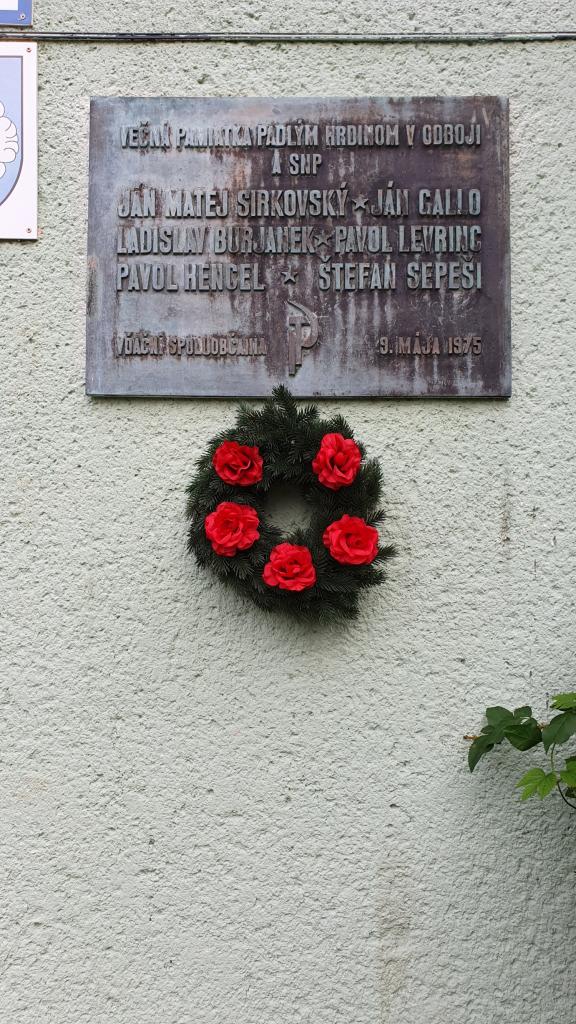 VEČNÁ PAMIATKA PADLÝM HRDINOM V ODBOJI
A SNP
JÁN MATEJ SIRKOVSKÝ ★ JÁN GALLO
LADISLAV BURJANEK ★ PAVOL LEVRINC
PAVOL HENCEL ★ ŠTEFAN SEPEŠI
VĎAČNÍ SPOLUOBČANIA
9. MÁJA 1975